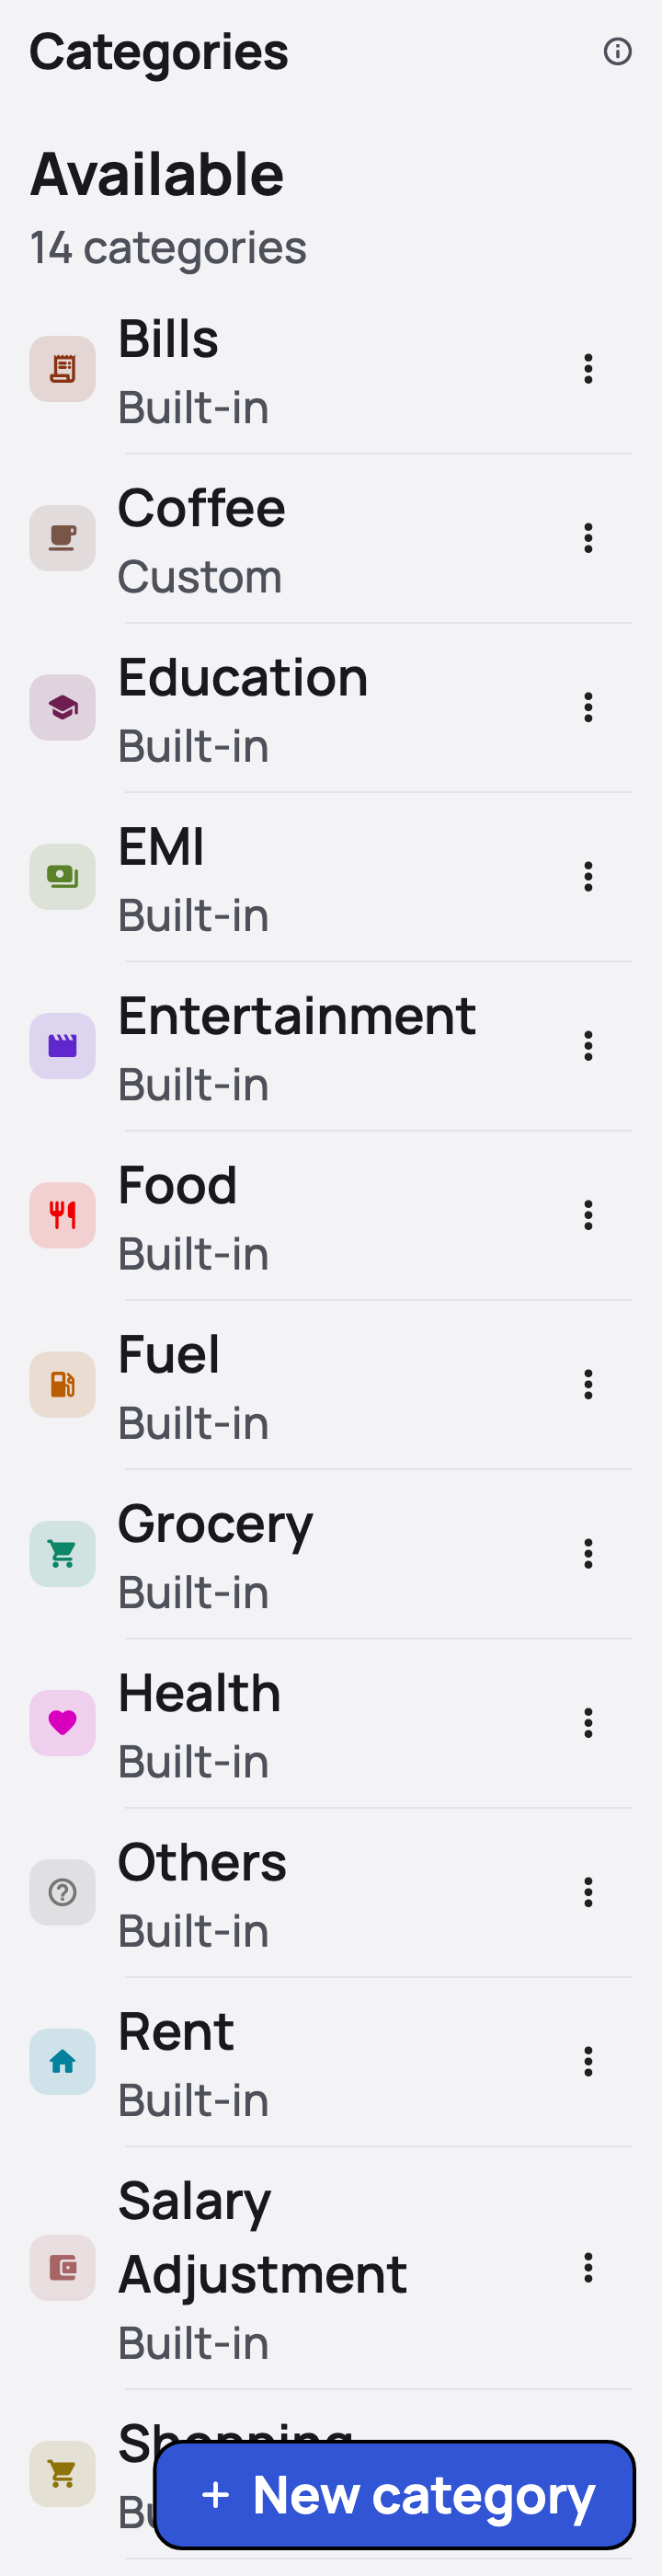 Categories
Available
14 categories
Bills
Built-in
Coffee
Custom
Education
Built-in
EMI
Built-in
Entertainment
Built-in
Food
Built-in
Fuel
Built-in
Grocery
Built-in
Health
Built-in
Others
Built-in
Rent
Built-in
Salary
Adjustment
Built-in
Shopping
+ New category